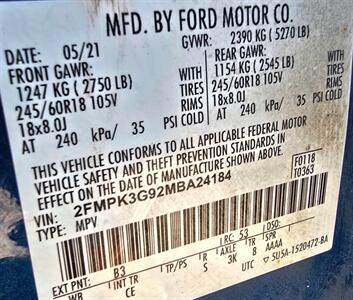 MFD. BY FORD MOTOR CO.
DATE: 05/21
GVWR: 2390 KG (5270 LB)
FRONT GAWR:
REAR GAWR:
1247 KG (2750 LB)
WITH
1154 KG (2545 LB)
WITH
245/60R18 105V
TIRES
245/60R18 105V
TIRES
18x8.0J
RIMS
18x8.0J
RIMS
AT 240 kPa/ 35 PSI COLD
AT 240 kPa/ 35 PSI COLD
THIS VEHICLE CONFORMS TO ALL APPLICABLE FEDERAL MOTOR
VEHICLE SAFETY AND THEFT PREVENTION STANDARDS IN
EFFECT ON THE DATE OF MANUFACTURE SHOWN ABOVE.
VIN: 2FMPK3G92MBA24184
TYPE: MPV
F0118
T0363
EXT PNT: B3
RC: 53
DSO:
WB
INT TR
TP/PS
R
AXLE
TR
SPR
CE
S
3K
8
AAAA
UTC
5U5A-1520472-BA